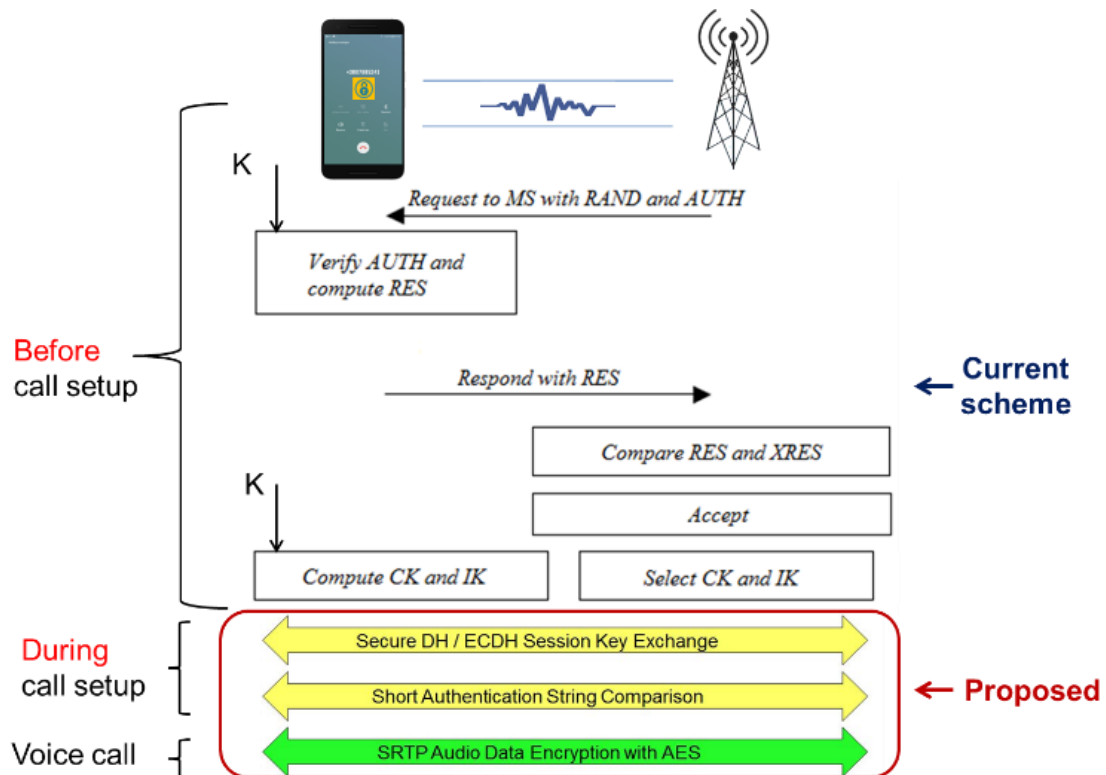 K
Request to MS with RAND and AUTH
Verify AUTH and
compute RES
Before
call setup
Respond with RES
Current
scheme
Compare RES and XRES
K
Accept
Compute CK and IK
Select CK and IK
During
call setup
Secure DH / ECDH Session Key Exchange
Short Authentication String Comparison
Proposed
Voice call
SRTP Audio Data Encryption with AES